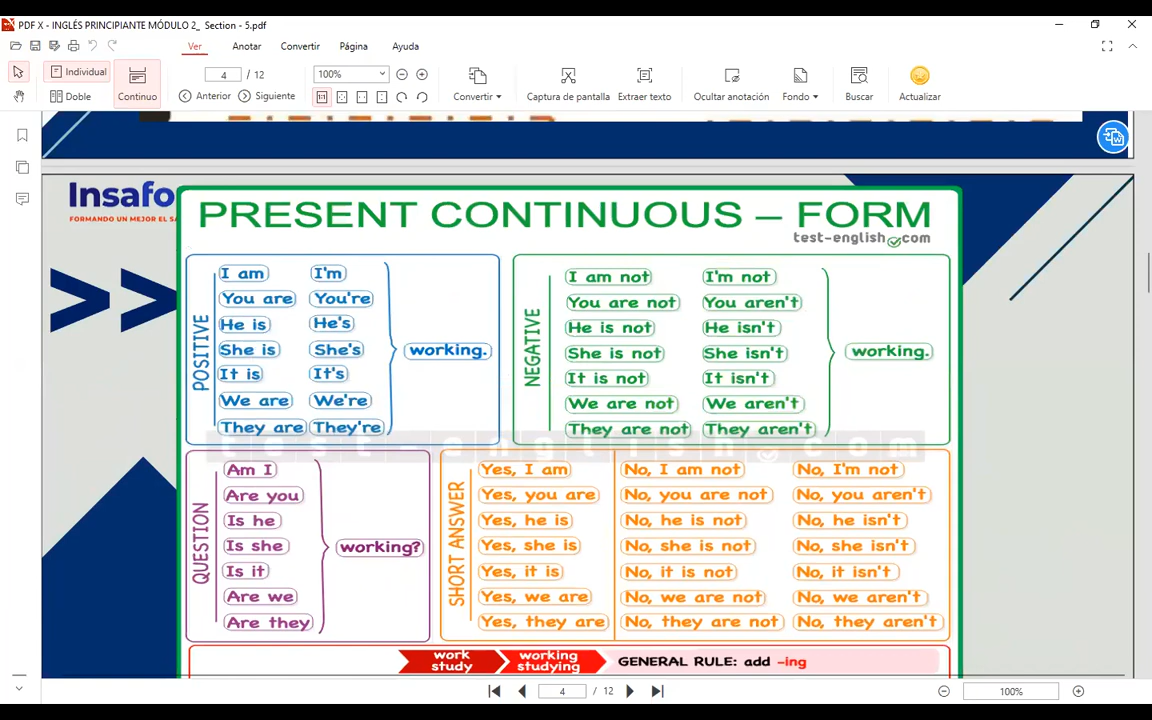 PDF X - INGLÉS PRINCIPIANTE MÓDULO 2_ Section - 5.pdf
Ver Anotar Convertir Página Ayuda
Individual
Doble
Continuo
4 / 12
Anterior Siguiente
100%
Convertir
Captura de pantalla
Extraer texto
Ocultar anotación
Fondo
Buscar
Actualizar
Insafo
FORMANDO UN MEJOR EL SA
PRESENT CONTINUOUS – FORM
test-english com
POSITIVE
I am I'm
You are You're
He is He's
She is She's
It is It's
We are We're
They are They're
working.
NEGATIVE
I am not I'm not
You are not You aren't
He is not He isn't
She is not She isn't
It is not It isn't
We are not We aren't
They are not They aren't
working.
test english com
QUESTION
Am I
Are you
Is he
Is she
Is it
Are we
Are they
working?
SHORT ANSWER
Yes, I am No, I am not No, I'm not
Yes, you are No, you are not No, you aren't
Yes, he is No, he is not No, he isn't
Yes, she is No, she is not No, she isn't
Yes, it is No, it is not No, it isn't
Yes, we are No, we are not No, we aren't
Yes, they are No, they are not No, they aren't
work
study
working
studying
GENERAL RULE: add -ing
4 / 12
100%